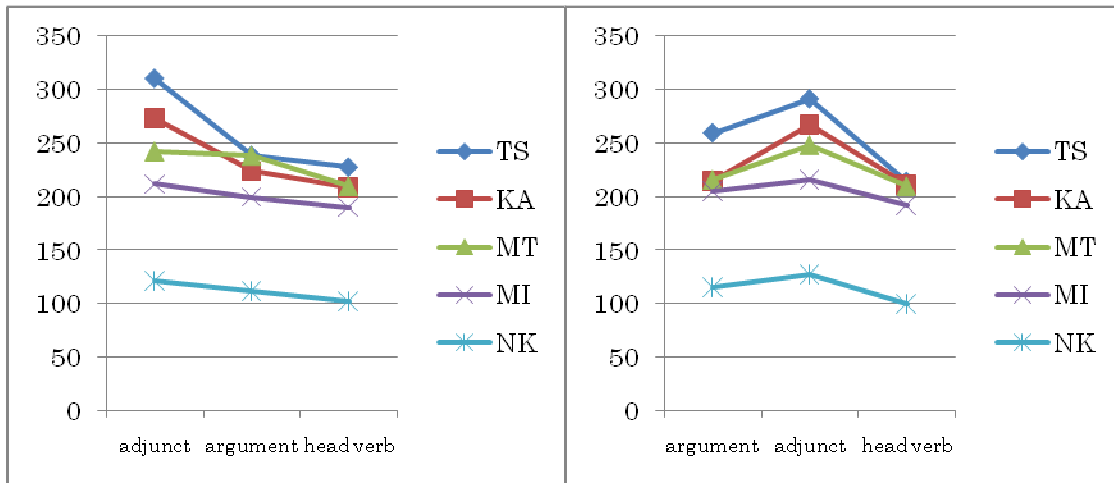 350
300
250
200
150
100
50
0
adjunct argument head verb
TS
KA
MT
MI
NK
350
300
250
200
150
100
50
0
argument adjunct head verb
TS
KA
MT
MI
NK